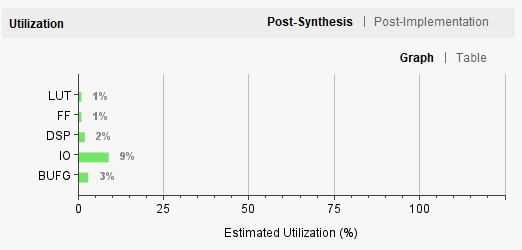 Utilization Post-Synthesis | Post-Implementation
Graph | Table
LUT 1%
FF 1%
DSP 2%
IO 9%
BUFG 3%
0 25 50 75 100
Estimated Utilization (%)